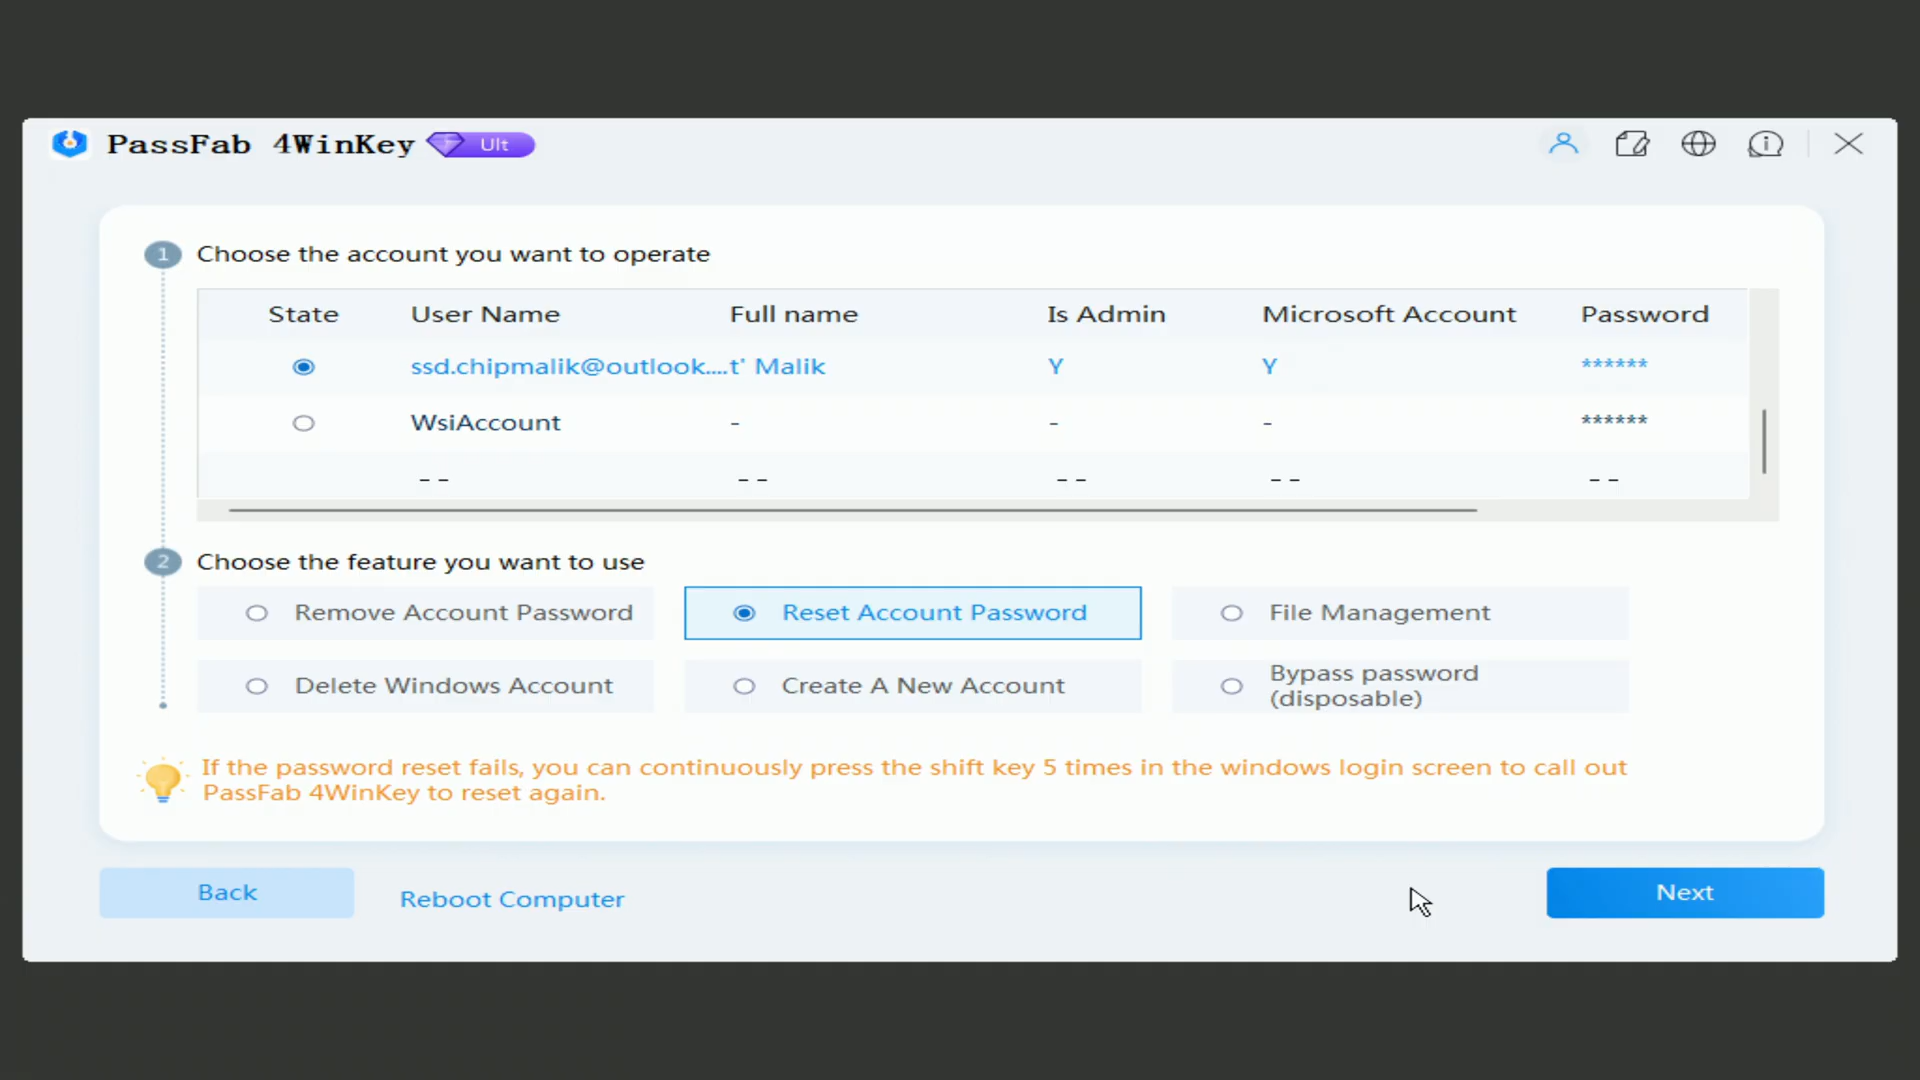 PassFab 4WinKey Ult
1 Choose the account you want to operate
State User Name Full name Is Admin Microsoft Account Password
ssd.chipmalik@outlook....t' Malik Y Y ******
WsiAccount - - - ******
-- -- -- -- --
2 Choose the feature you want to use
Remove Account Password Reset Account Password File Management
Delete Windows Account Create A New Account Bypass password
(disposable)
If the password reset fails, you can continuously press the shift key 5 times in the windows login screen to call out
PassFab 4WinKey to reset again.
Back Reboot Computer Next